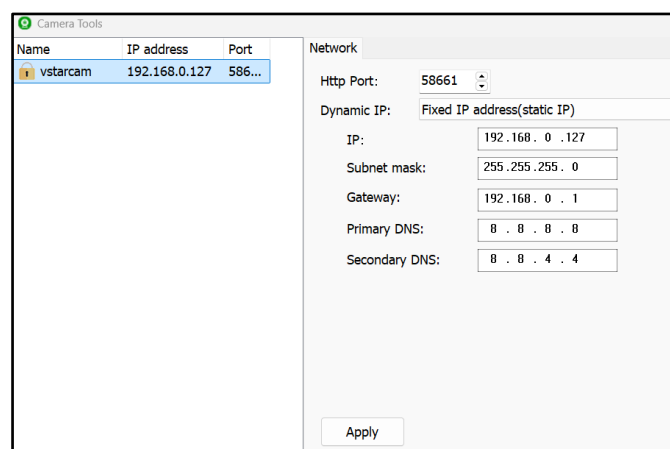 Camera Tools
Name IP address Port
vstarcam 192.168.0.127 586...
Network
Http Port: 58661
Dynamic IP: Fixed IP address(static IP)
IP: 192.168. 0 .127
Subnet mask: 255.255.255. 0
Gateway: 192.168. 0 . 1
Primary DNS: 8 . 8 . 8 . 8
Secondary DNS: 8 . 8 . 4 . 4
Apply